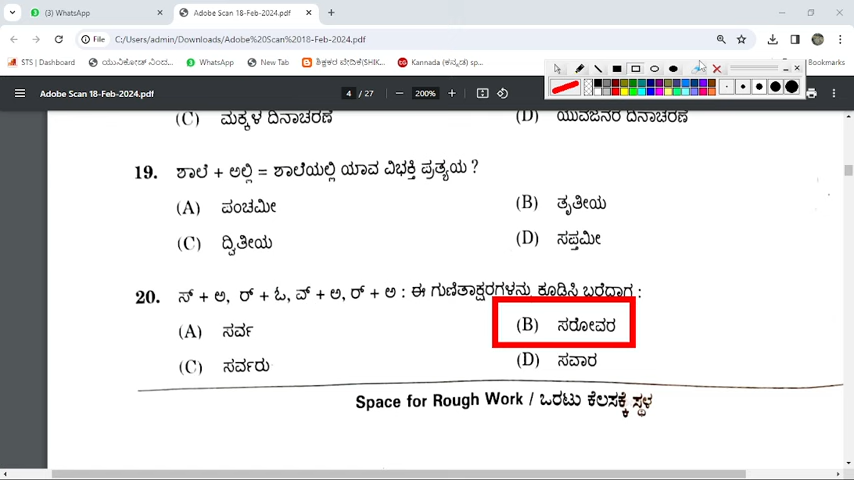 (3) WhatsApp
Adobe Scan 18-Feb-2024.pdf
File
C:/Users/admin/Downloads/Adobe%20Scan%2018-Feb-2024.pdf
STS | Dashboard
ಯುನಿಕೋಡ್ ನಿಂದ...
WhatsApp
New Tab
ಶಿಕ್ಷಕರ ಬೇದಿಕೆ(SHIK...
Kannada (ಕನ್ನಡ) sp...
Bookmarks
Adobe Scan 18-Feb-2024.pdf
4 / 27
200%
(C) ಮಕ್ಕಳ ದಿನಾಚರಣೆ (D) ಯುವಜನರ ದಿನಾಚರಣೆ
19. ಶಾಲೆ + ಅಲ್ಲಿ = ಶಾಲೆಯಲ್ಲಿ ಯಾವ ವಿಭಕ್ತಿ ಪ್ರತ್ಯಯ ?
(A) ಪಂಚಮೀ (B) ತೃತೀಯ
(C) ದ್ವಿತೀಯ (D) ಸಪ್ತಮೀ
20. ಸ್ + ಅ, ರ್ + ಓ, ವ್ + ಅ, ರ್ + ಅ : ಈ ಗುಣಿತಾಕ್ಷರಗಳನ್ನು ಕೂಡಿಸಿ ಬರೆದಾಗ :
(A) ಸರ್ವ (B) ಸರೋವರ
(C) ಸರ್ವರು (D) ಸವಾರ
Space for Rough Work / ಒರಟು ಕೆಲಸಕ್ಕೆ ಸ್ಥಳ